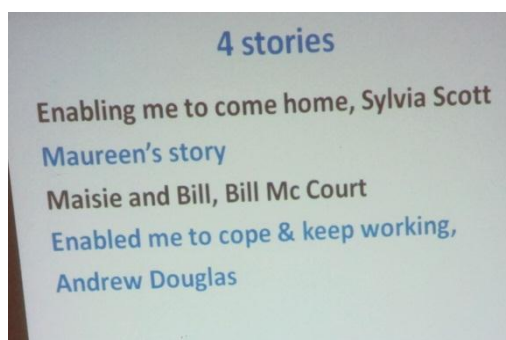 4 stories
Enabling me to come home, Sylvia Scott
Maureen's story
Maisie and Bill, Bill Mc Court
Enabled me to cope & keep working,
Andrew Douglas